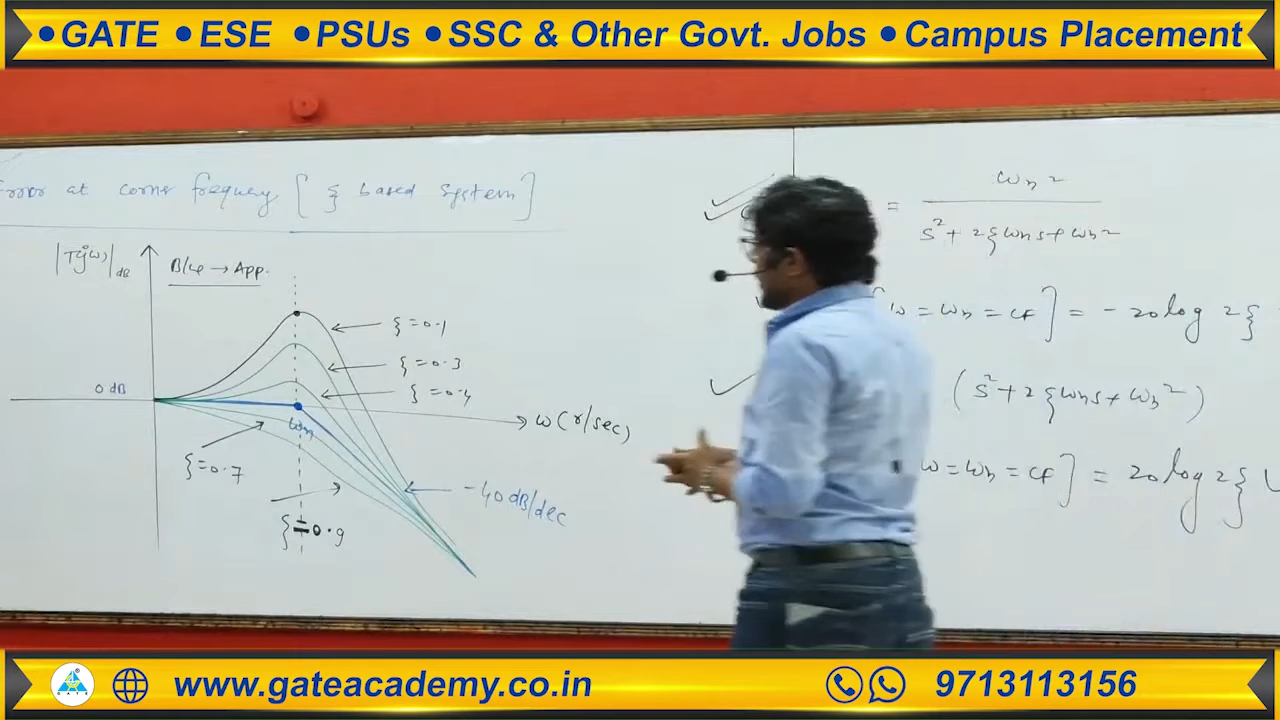 •GATE •ESE •PSUs •SSC & Other Govt. Jobs •Campus Placement
Error at corner frequency [ ξ based system ]
|T(jω)|dB
Blue → App.
ξ = 0.1
ξ = 0.3
ξ = 0.4
0 dB
ωn
ω (r/sec)
ξ = 0.7
-40 dB/dec
ξ = 0.9
= ωn²
s² + 2ξωns + ωn²
ω = ωn = CF ] = - 20 log 2ξ
(s² + 2ξωns + ωn²)
ω = ωn = CF ] = 20 log 2ξ
GATE
www.gateacademy.co.in
9713113156